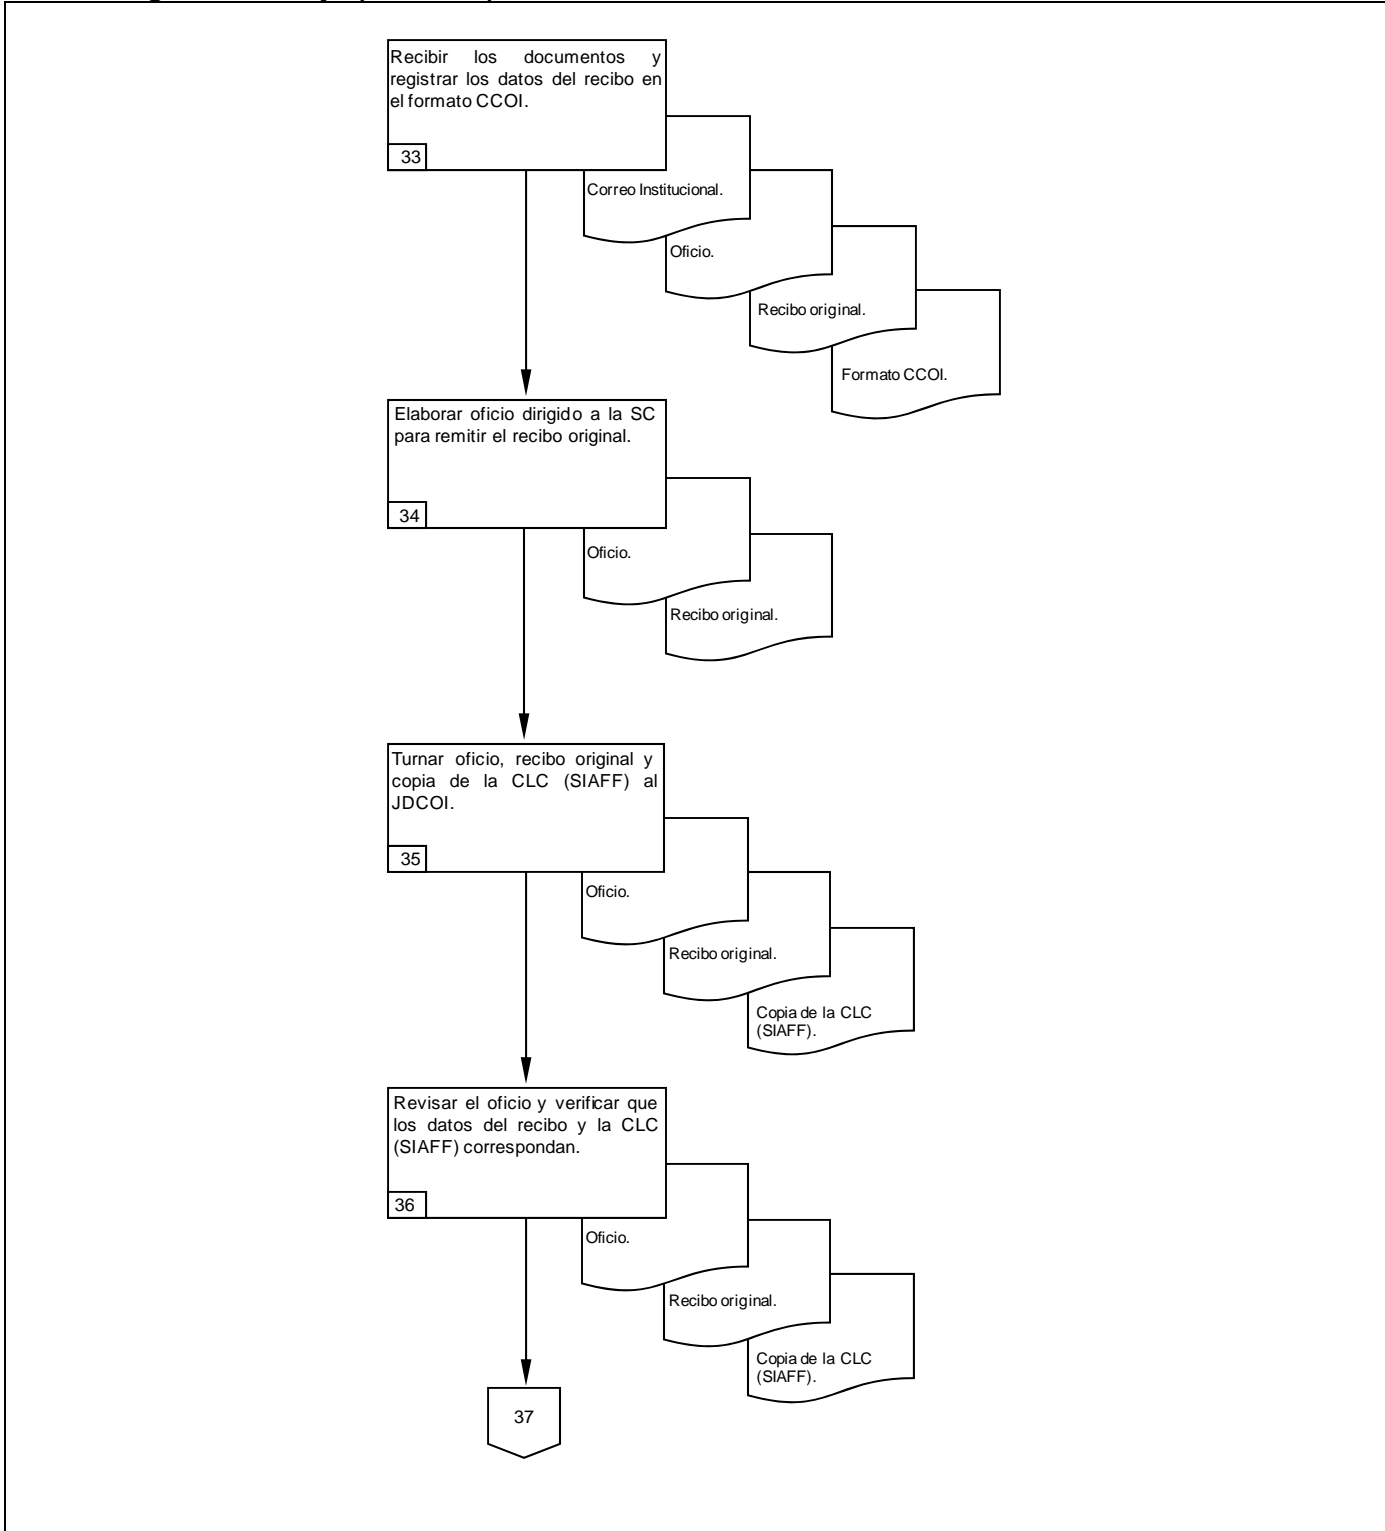 Recibir los documentos y
registrar los datos del recibo en
el formato CCOI.
33
Correo Institucional.
Oficio.
Recibo original.
Formato CCOI.
Elaborar oficio dirigido a la SC
para remitir el recibo original.
34
Oficio.
Recibo original.
Turnar oficio, recibo original y
copia de la CLC (SIAFF) al
JDCOI.
35
Oficio.
Recibo original.
Copia de la CLC
(SIAFF).
Revisar el oficio y verificar que
los datos del recibo y la CLC
(SIAFF) correspondan.
36
Oficio.
Recibo original.
Copia de la CLC
(SIAFF).
37